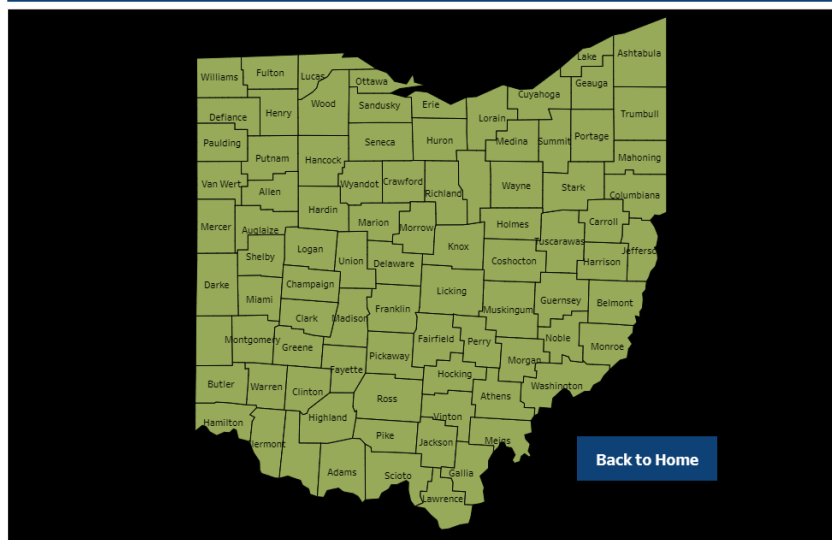 Lake
Ashtabula
Williams
Fulton
Lucas
Ottawa
Geauga
Cuyahoga
Wood
Sandusky
Erie
Lorain
Trumbull
Defiance
Henry
Paulding
Seneca
Huron
Medina
Summit
Portage
Putnam
Hancock
Mahoning
Van Wert
Allen
Wyandot
Crawford
Richland
Wayne
Stark
Columbiana
Hardin
Mercer
Auglaize
Marion
Morrow
Holmes
Carroll
Tuscarawas
Jefferso
Shelby
Logan
Union
Delaware
Knox
Coshocton
Harrison
Darke
Champaign
Licking
Miami
Guernsey
Belmont
Clark
Madison
Franklin
Muskingum
Montgomery
Greene
Fairfield
Perry
Noble
Monroe
Pickaway
Morgan
Fayette
Hocking
Butler
Warren
Clinton
Washington
Ross
Athens
Hamilton
Highland
Vinton
lermont
Pike
Jackson
Meigs
Adams
Scioto
Gallia
Lawrence
Back to Home